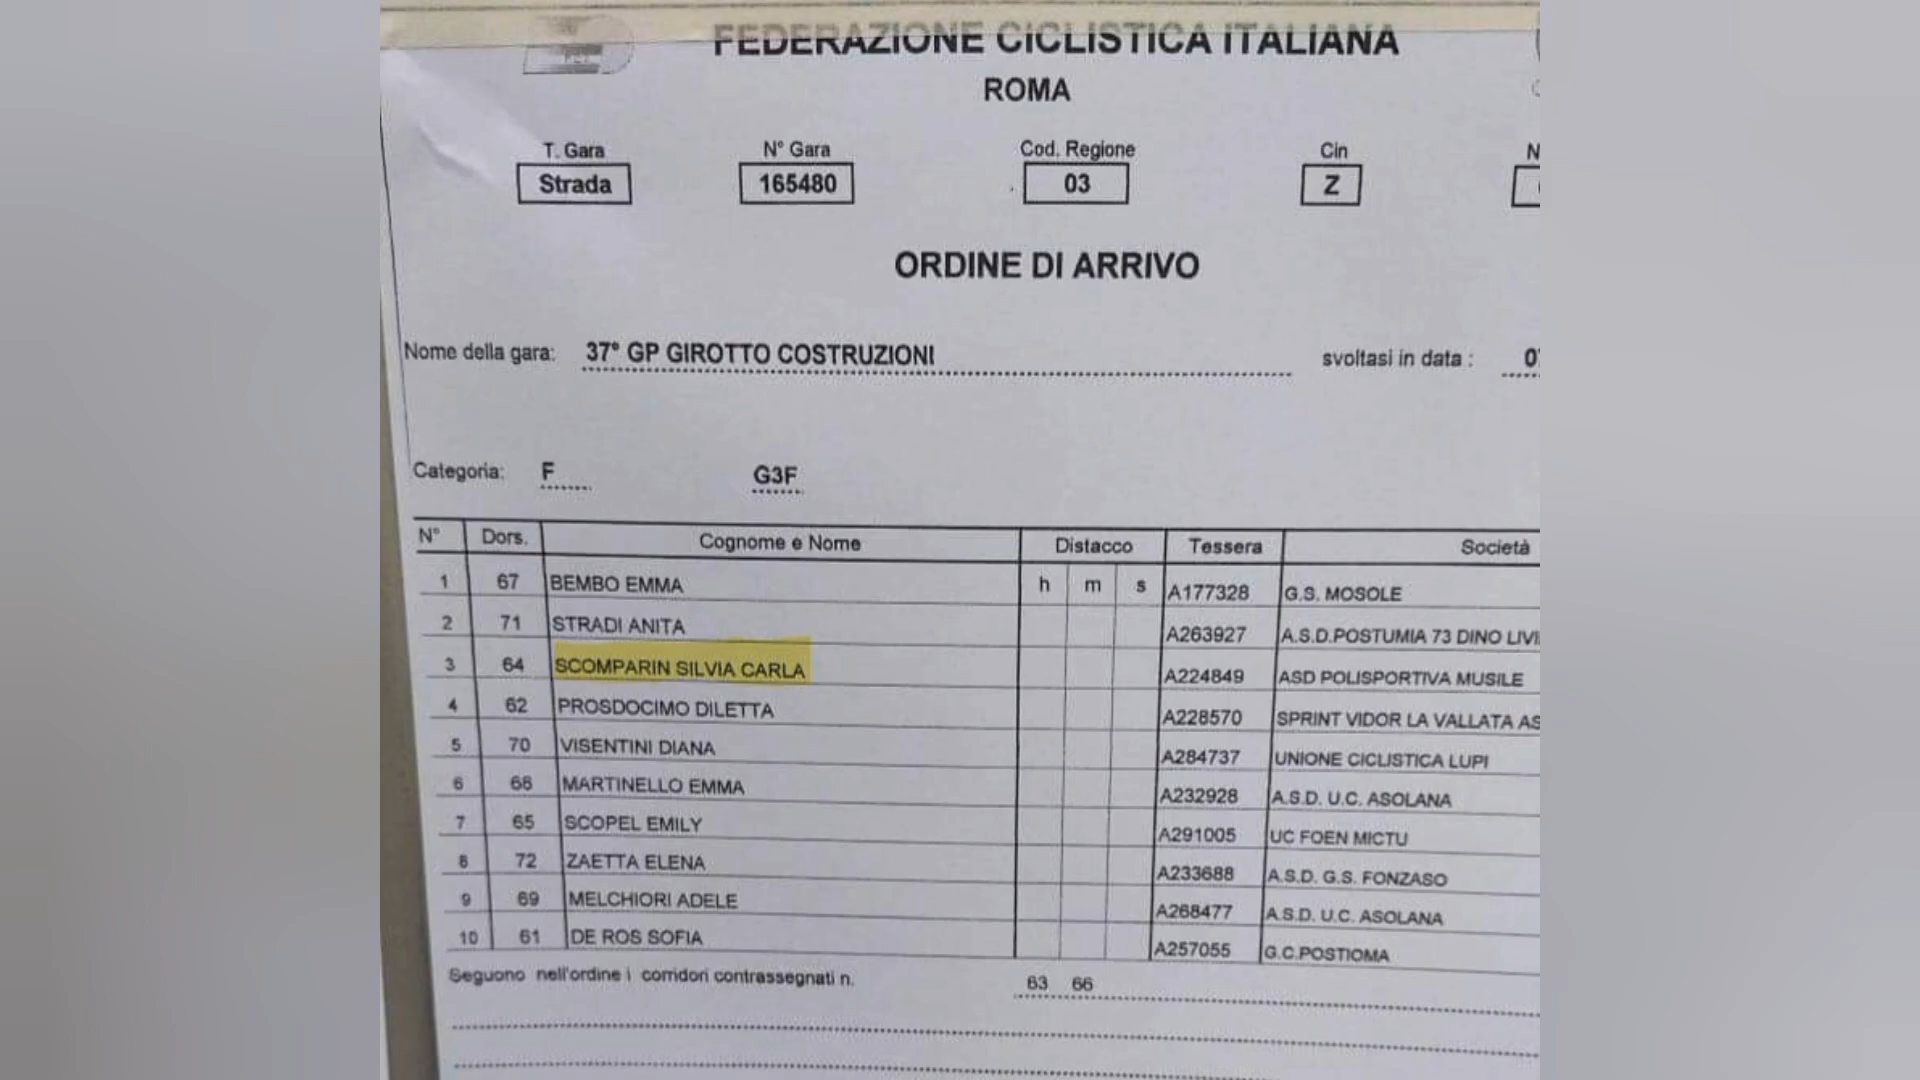 FEDERAZIONE CICLISTICA ITALIANA
ROMA
T. Gara N° Gara Cod. Regione Cin
Strada 165480 03 Z
ORDINE DI ARRIVO
Nome della gara: 37° GP GIROTTO COSTRUZIONI svoltasi in data :
Categoria: F G3F
N° Dors. Cognome e Nome Distacco Tessera Società
h m s
1 67 BEMBO EMMA A177328 G.S. MOSOLE
2 71 STRADI ANITA A263927 A.S.D.POSTUMIA 73 DINO
3 64 SCOMPARIN SILVIA CARLA A224849 ASD POLISPORTIVA MUSILE
4 62 PROSDOCIMO DILETTA A228570 SPRINT VIDOR LA VALLATA
5 70 VISENTINI DIANA A284737 UNIONE CICLISTICA LUPI
6 68 MARTINELLO EMMA A232928 A.S.D. U.C. ASOLANA
7 65 SCOPEL EMILY A291005 UC FOEN MICTU
8 72 ZAETTA ELENA A233688 A.S.D. G.S. FONZASO
9 69 MELCHIORI ADELE A268477 A.S.D. U.C. ASOLANA
10 61 DE ROS SOFIA A257055 G.C.POSTIOMA
Seguono nell'ordine i corridori contrassegnati n. 63 66